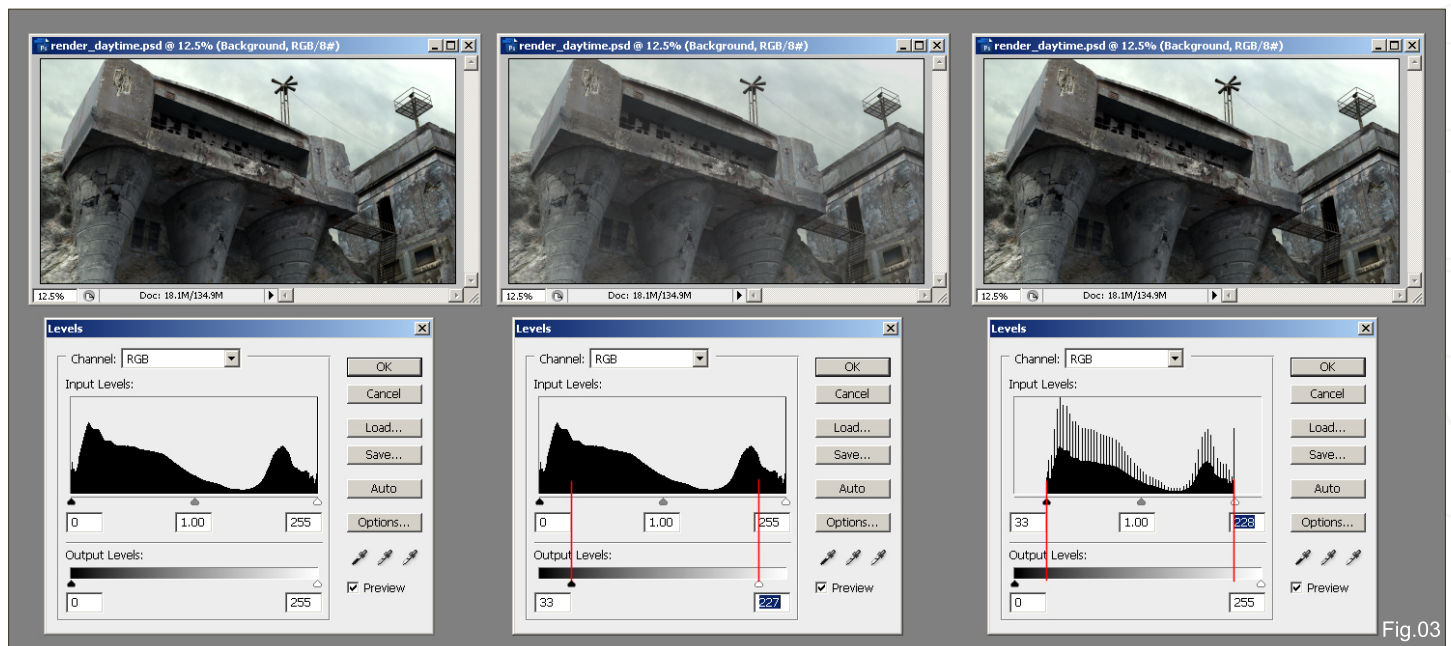 render_daytime.psd @ 12.5% (Background, RGB/8#)
12.5%
Doc: 18.1M/134.9M
render_daytime.psd @ 12.5% (Background, RGB/8#)
12.5%
Doc: 18.1M/134.9M
render_daytime.psd @ 12.5% (Background, RGB/8#)
12.5%
Doc: 18.1M/134.9M
Levels
Channel: RGB
OK
Input Levels:
Cancel
Load...
Save...
Auto
0 1.00 255
Options...
Output Levels:
Preview
0 255
Levels
Channel: RGB
OK
Input Levels:
Cancel
Load...
Save...
Auto
0 1.00 255
Options...
Output Levels:
Preview
33 227
Levels
Channel: RGB
OK
Input Levels:
Cancel
Load...
Save...
Auto
33 1.00 228
Options...
Output Levels:
Preview
0 255
Fig.03